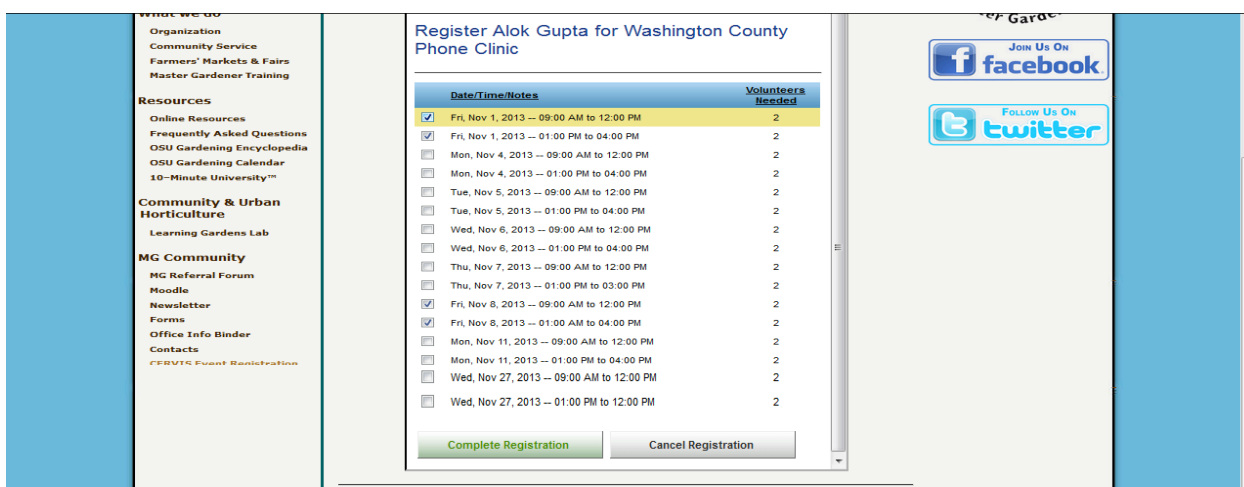 What we do
Organization
Community Service
Farmers' Markets & Fairs
Master Gardener Training
Resources
Online Resources
Frequently Asked Questions
OSU Gardening Encyclopedia
OSU Gardening Calendar
10-Minute University™
Community & Urban
Horticulture
Learning Gardens Lab
MG Community
MG Referral Forum
Moodle
Newsletter
Forms
Office Info Binder
Contacts
CERVIS Event Registration
Register Alok Gupta for Washington County
Phone Clinic
Date/Time/Notes Volunteers
Needed
Fri, Nov 1, 2013 -- 09:00 AM to 12:00 PM 2
Fri, Nov 1, 2013 -- 01:00 PM to 04:00 PM 2
Mon, Nov 4, 2013 -- 09:00 AM to 12:00 PM 2
Mon, Nov 4, 2013 -- 01:00 PM to 04:00 PM 2
Tue, Nov 5, 2013 -- 09:00 AM to 12:00 PM 2
Tue, Nov 5, 2013 -- 01:00 PM to 04:00 PM 2
Wed, Nov 6, 2013 -- 09:00 AM to 12:00 PM 2
Wed, Nov 6, 2013 -- 01:00 PM to 04:00 PM 2
Thu, Nov 7, 2013 -- 09:00 AM to 12:00 PM 2
Thu, Nov 7, 2013 -- 01:00 PM to 03:00 PM 2
Fri, Nov 8, 2013 -- 09:00 AM to 12:00 PM 2
Fri, Nov 8, 2013 -- 01:00 AM to 04:00 PM 2
Mon, Nov 11, 2013 -- 09:00 AM to 12:00 PM 2
Mon, Nov 11, 2013 -- 01:00 PM to 04:00 PM 2
Wed, Nov 27, 2013 -- 09:00 AM to 12:00 PM 2
Wed, Nov 27, 2013 -- 01:00 PM to 12:00 PM 2
Complete Registration Cancel Registration
Join Us On
facebook.
Follow Us On
twitter